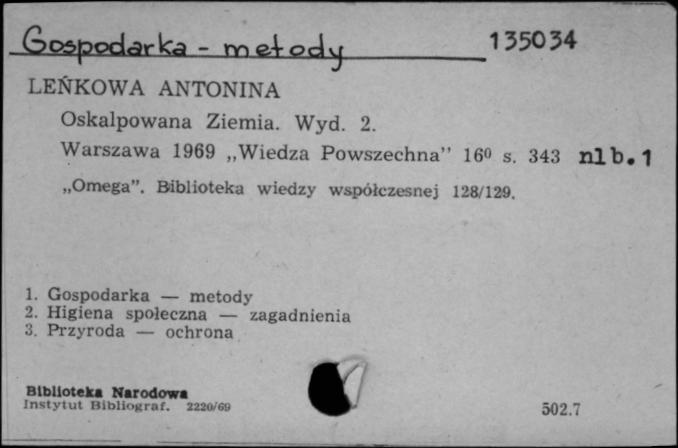 Gospodarka - metody 135034
LEŃKOWA ANTONINA
Oskalpowana Ziemia. Wyd. 2.
Warszawa 1969 „Wiedza Powszechna” 16⁰ s. 343 nlb.1
„Omega”. Biblioteka wiedzy współczesnej 128/129.
1. Gospodarka — metody
2. Higiena społeczna — zagadnienia
3. Przyroda — ochrona
Biblioteka Narodowa
Instytut Bibliograf. 2220/69
502.7